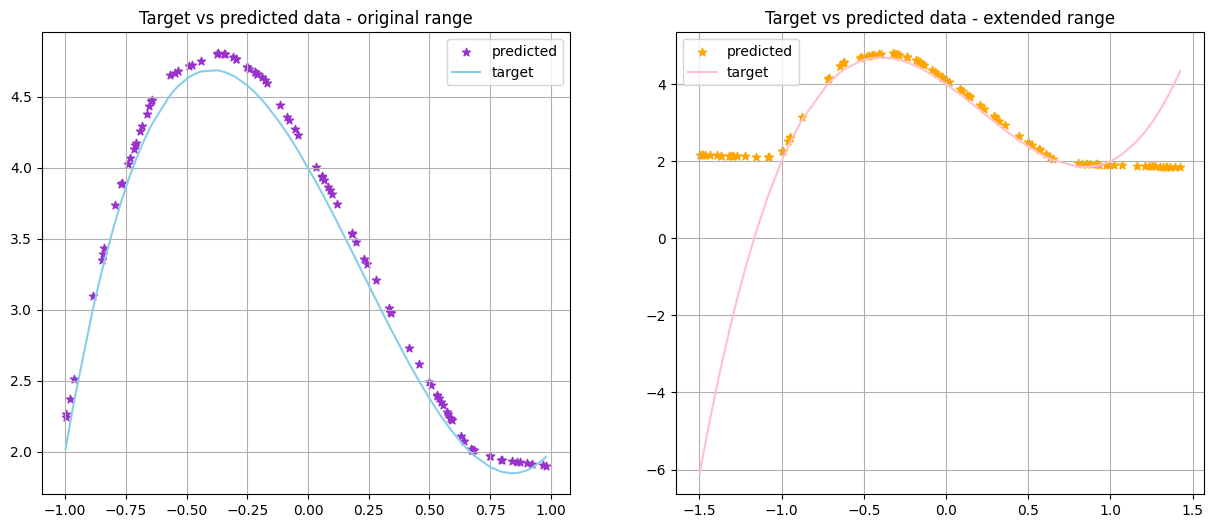 Target vs predicted data - original range
predicted
target
4.5
4.0
3.5
3.0
2.5
2.0
−1.00 −0.75 −0.50 −0.25 0.00 0.25 0.50 0.75 1.00
Target vs predicted data - extended range
predicted
target
4
2
0
−2
−4
−6
−1.5 −1.0 −0.5 0.0 0.5 1.0 1.5